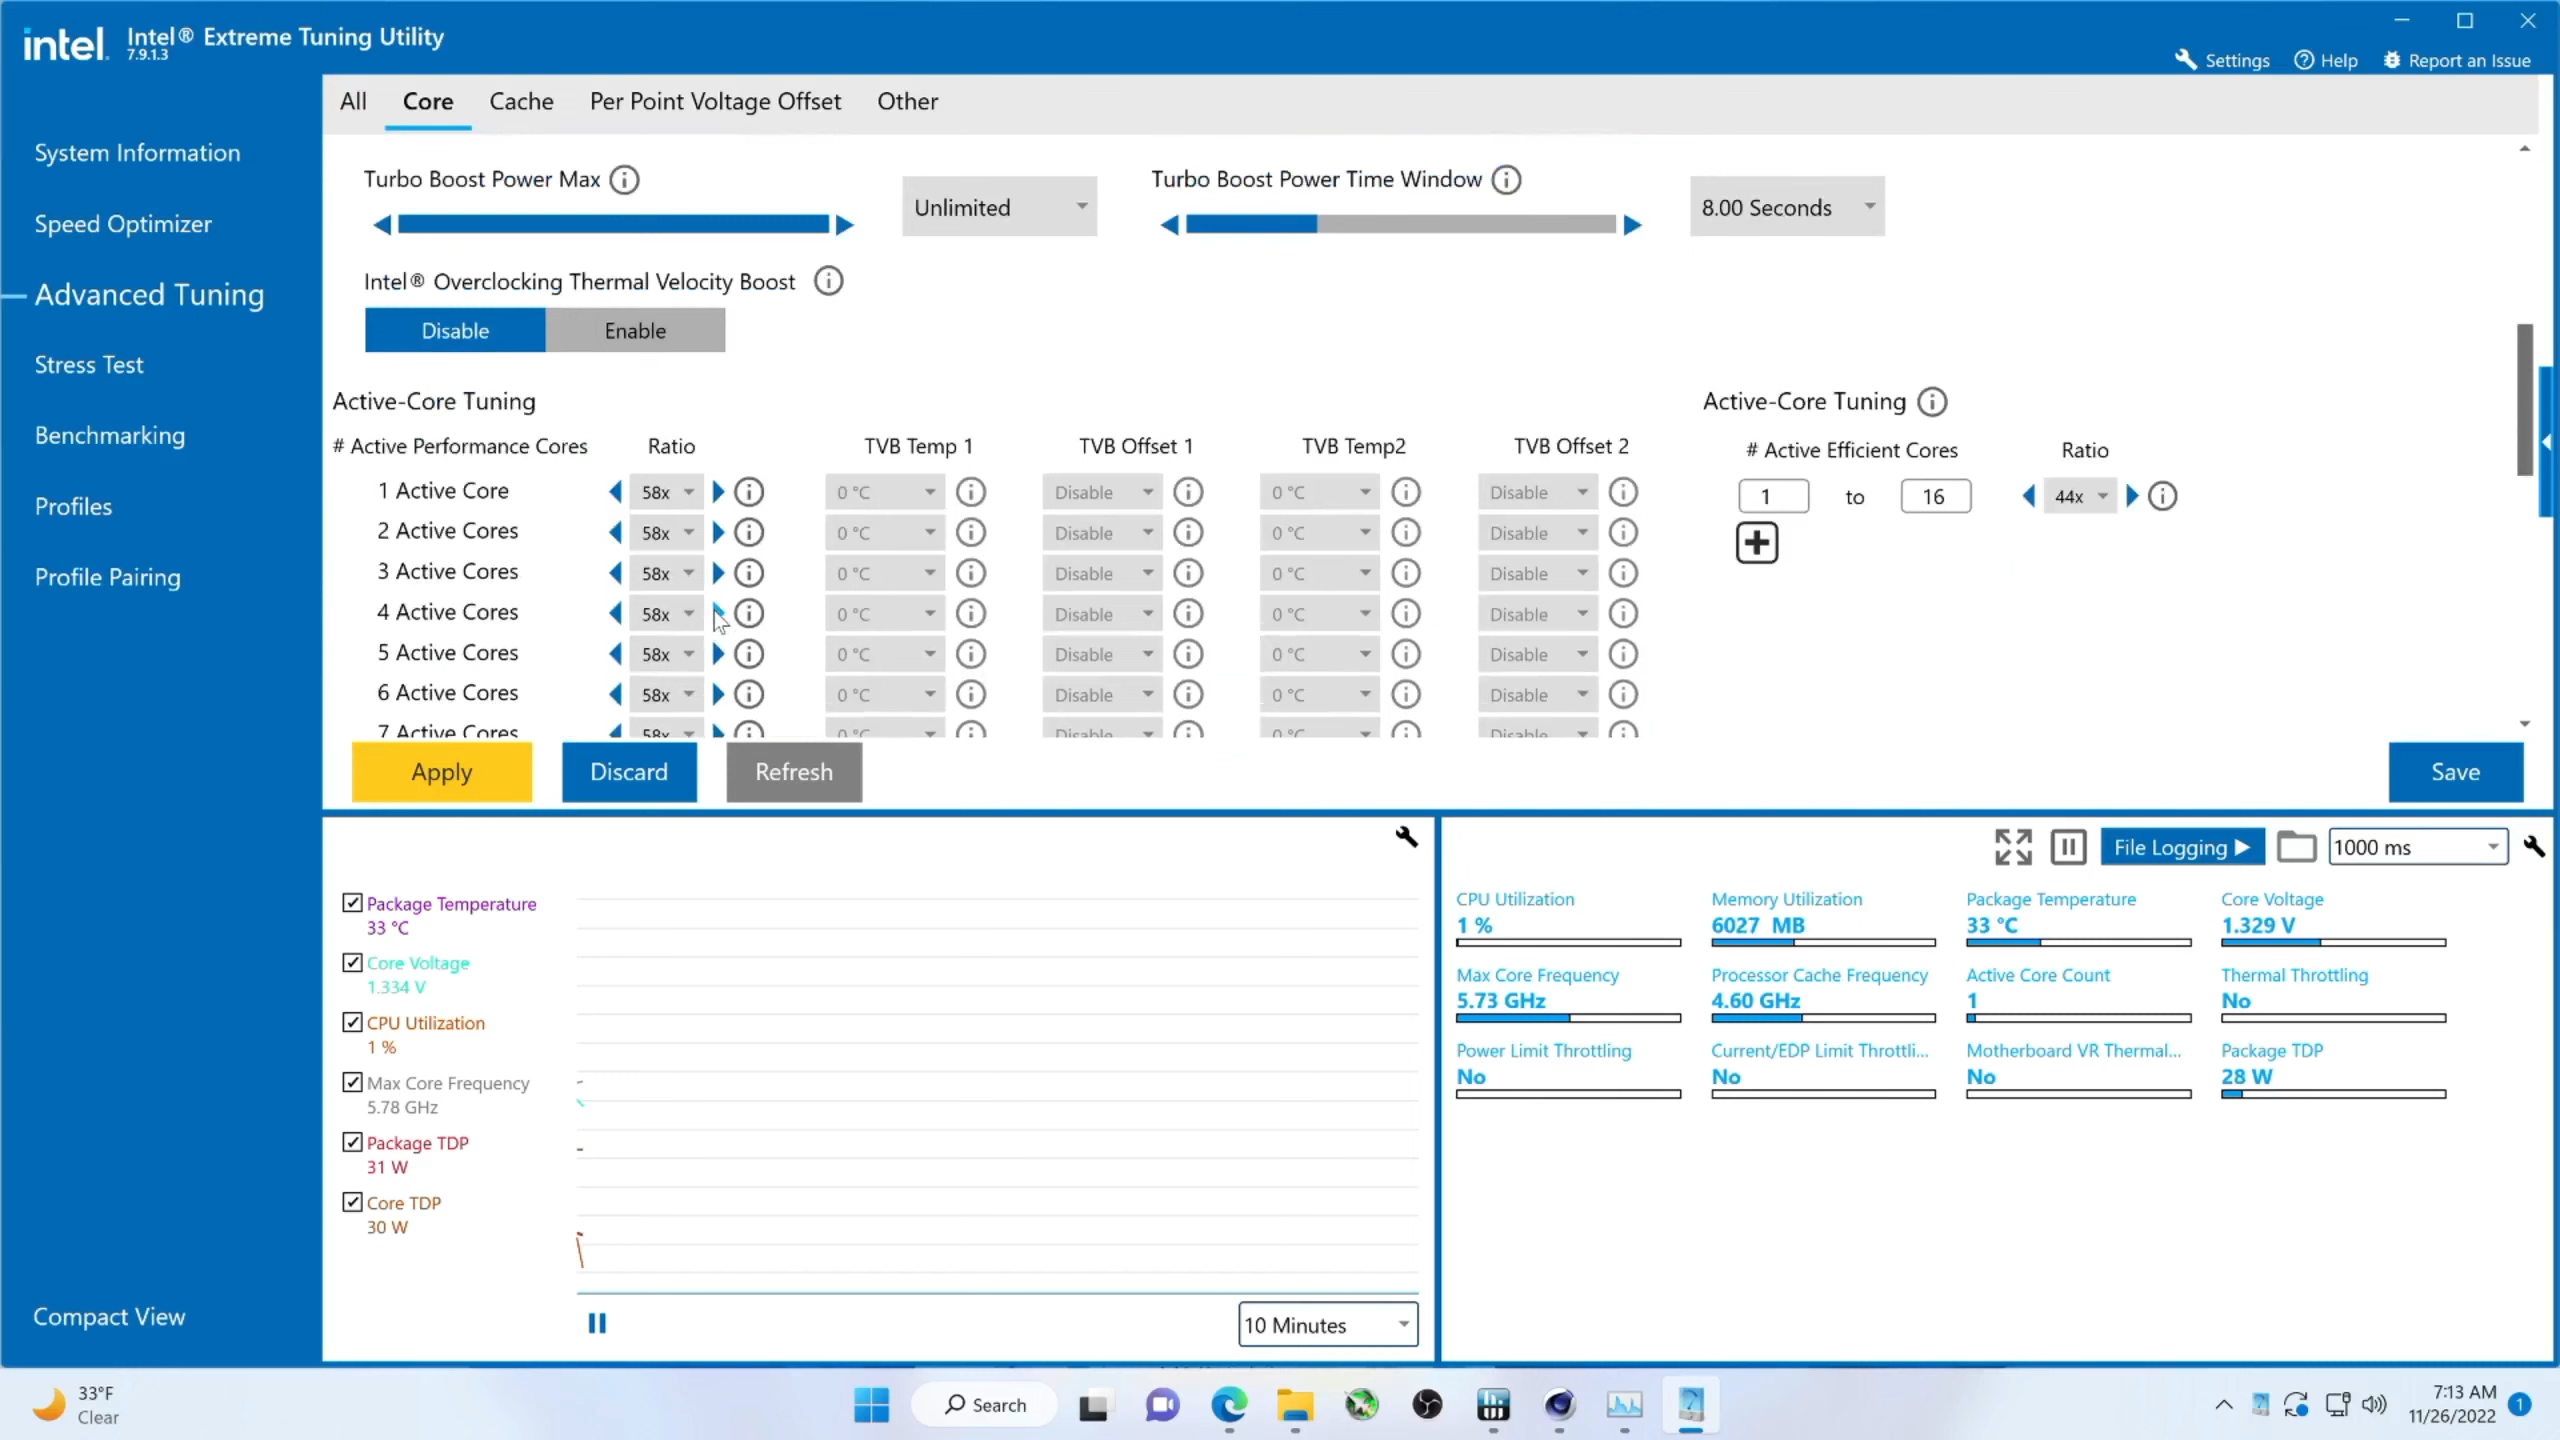 intel.
Intel® Extreme Tuning Utility
7.9.1.3
Settings
Help
Report an Issue
System Information
Speed Optimizer
Advanced Tuning
Stress Test
Benchmarking
Profiles
Profile Pairing
Compact View
All Core Cache Per Point Voltage Offset Other
Turbo Boost Power Max Unlimited Turbo Boost Power Time Window 8.00 Seconds
Intel® Overclocking Thermal Velocity Boost
Disable Enable
Active-Core Tuning
# Active Performance Cores Ratio TVB Temp 1 TVB Offset 1 TVB Temp2 TVB Offset 2
1 Active Core 58x 0 °C Disable 0 °C Disable
2 Active Cores 58x 0 °C Disable 0 °C Disable
3 Active Cores 58x 0 °C Disable 0 °C Disable
4 Active Cores 58x 0 °C Disable 0 °C Disable
5 Active Cores 58x 0 °C Disable 0 °C Disable
6 Active Cores 58x 0 °C Disable 0 °C Disable
7 Active Cores 58x 0 °C Disable 0 °C Disable
Active-Core Tuning
# Active Efficient Cores Ratio
1 to 16 44x
Apply Discard Refresh Save
Package Temperature
33 °C
Core Voltage
1.334 V
CPU Utilization
1 %
Max Core Frequency
5.78 GHz
Package TDP
31 W
Core TDP
30 W
10 Minutes
File Logging 1000 ms
CPU Utilization Memory Utilization Package Temperature Core Voltage
1 % 6027 MB 33 °C 1.329 V
Max Core Frequency Processor Cache Frequency Active Core Count Thermal Throttling
5.73 GHz 4.60 GHz 1 No
Power Limit Throttling Current/EDP Limit Throttli... Motherboard VR Thermal... Package TDP
No No No 28 W
33°F
Clear
Search
7:13 AM
11/26/2022
1